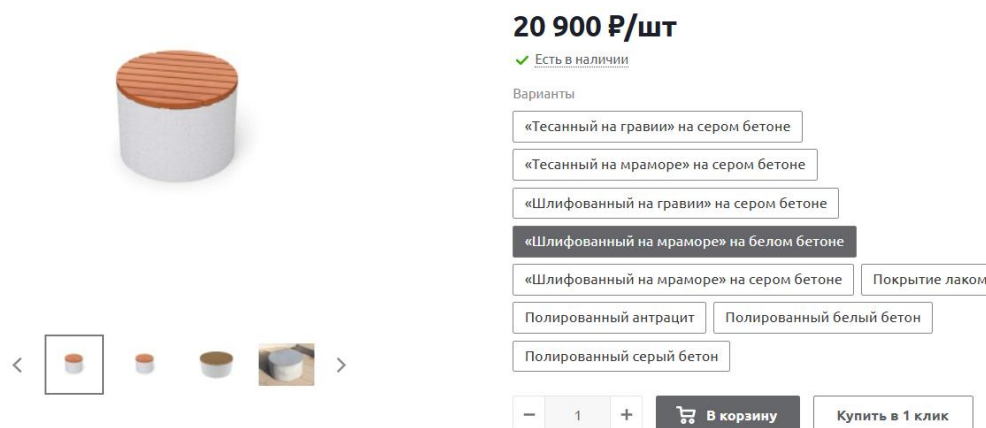 20 900 ₽/шт
Есть в наличии
Варианты
«Тесанный на гравии» на сером бетоне
«Тесанный на мраморе» на сером бетоне
«Шлифованный на гравии» на сером бетоне
«Шлифованный на мраморе» на белом бетоне
«Шлифованный на мраморе» на сером бетоне Покрытие лаком
Полированный антрацит Полированный белый бетон
Полированный серый бетон
− 1 + В корзину Купить в 1 клик